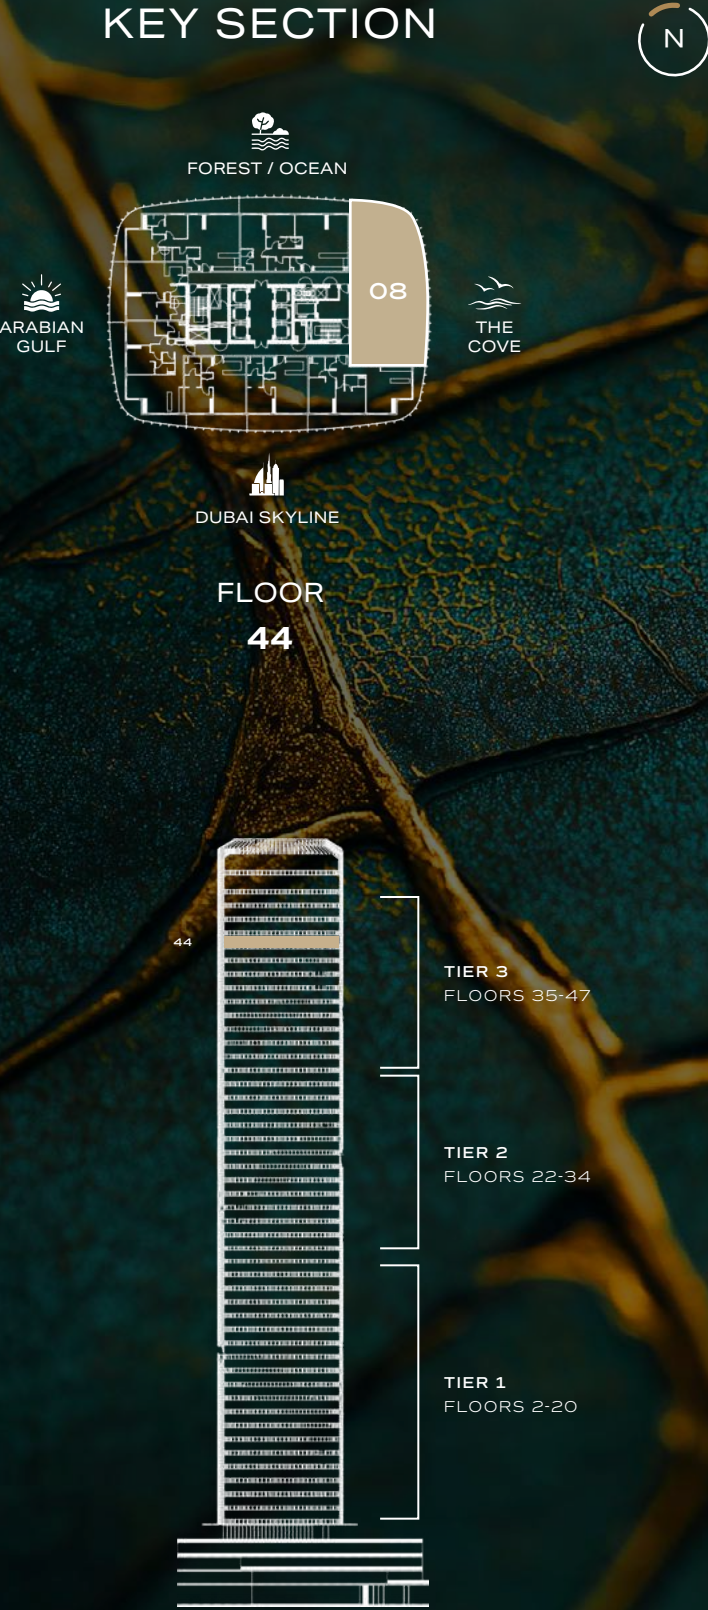 KEY SECTION
N
FOREST / OCEAN
08
ARABIAN
GULF
THE
COVE
DUBAI SKYLINE
FLOOR
44
44
TIER 3
FLOORS 35-47
TIER 2
FLOORS 22-34
TIER 1
FLOORS 2-20